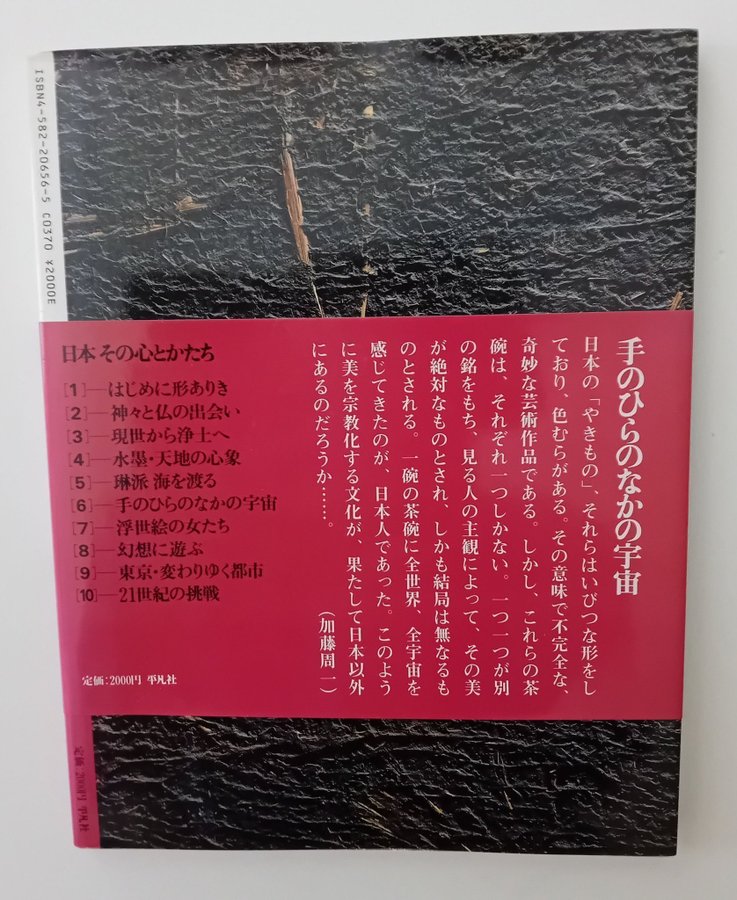 ISBN4-582-20656-5 C0370 ¥2000E
手のひらのなかの宇宙
日本の「やきもの」、それらはいびつな形をし
ており、色むらがある。その意味で不完全な、
奇妙な芸術作品である。しかし、これらの茶
碗は、それぞれ一つしかない。一つ一つが別
の銘をもち、見る人の主観によって、その美
が絶対なものとされ、しかも結局は無なるも
のとされる。一碗の茶碗に全世界、全宇宙を
感じてきたのが、日本人であった。このよう
に美を宗教化する文化が、果たして日本以外
にあるのだろうか……。
(加藤周一)
日本 その心とかたち
[1]—はじめに形ありき
[2]—神々と仏の出会い
[3]—現世から浄土へ
[4]—水墨・天地の心象
[5]—琳派 海を渡る
[6]—手のひらのなかの宇宙
[7]—浮世絵の女たち
[8]—幻想に遊ぶ
[9]—東京・変わりゆく都市
[10]—21世紀の挑戦
定価:2000円 平凡社
定価 2000円 平凡社